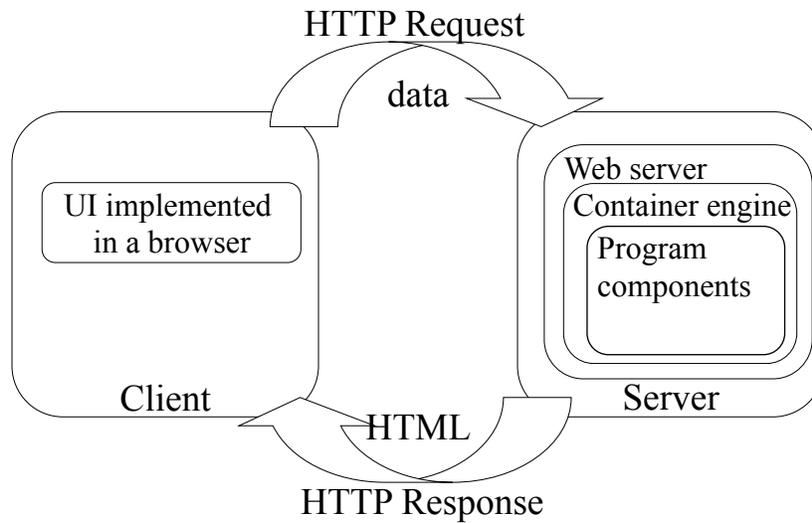 HTTP Request
data
UI implemented
in a browser
Web server
Container engine
Program
components
Client
Server
HTML
HTTP Response